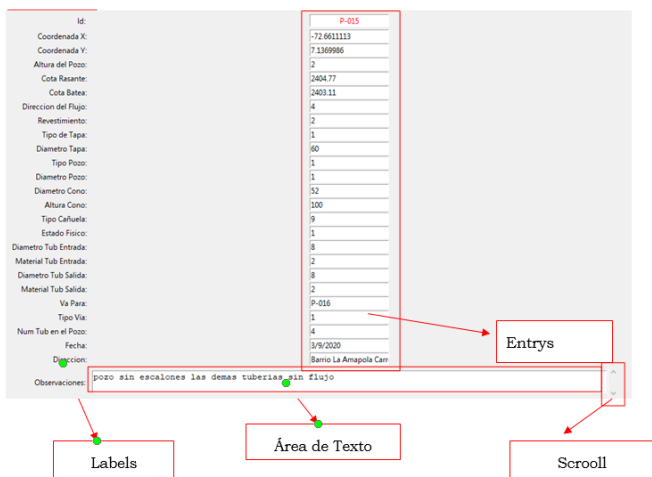 Id: P-015
Coordenada X: -72.6611113
Coordenada Y: 7.1369986
Altura del Pozo: 2
Cota Rasante: 2404.77
Cota Batea: 2403.11
Direccion del Flujo: 4
Revestimiento: 2
Tipo de Tapa: 1
Diametro Tapa: 60
Tipo Pozo: 1
Diametro Pozo: 1
Diametro Cono: 52
Altura Cono: 100
Tipo Cañuela: 9
Estado Fisico: 1
Diametro Tub Entrada: 8
Material Tub Entrada: 2
Diametro Tub Salida: 8
Material Tub Salida: 2
Va Para: P-016
Tipo Via: 1
Num Tub en el Pozo: 4
Entrys
Fecha: 3/9/2020
Direccion: Barrio La Amapola Carr
Observaciones: pozo sin escalones las demas tuberias sin flujo
Labels
Área de Texto
Scrooll